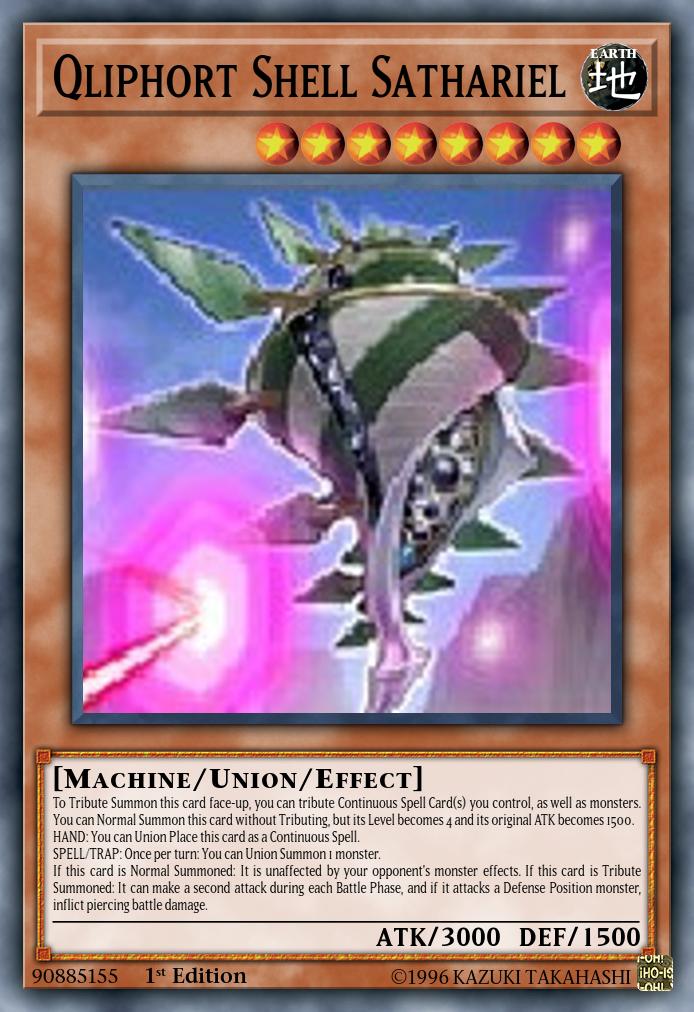 Qliphort Shell Sathariel
EARTH
地
[Machine/Union/Effect]
To Tribute Summon this card face-up, you can tribute Continuous Spell Card(s) you control, as well as monsters.
You can Normal Summon this card without Tributing, but its Level becomes 4 and its original ATK becomes 1500.
HAND: You can Union Place this card as a Continuous Spell.
SPELL/TRAP: Once per turn: You can Union Summon 1 monster.
If this card is Normal Summoned: It is unaffected by your opponent's monster effects. If this card is Tribute
Summoned: It can make a second attack during each Battle Phase, and if it attacks a Defense Position monster,
inflict piercing battle damage.
ATK/3000 DEF/1500
90885155 1st Edition ©1996 KAZUKI TAKAHASHI